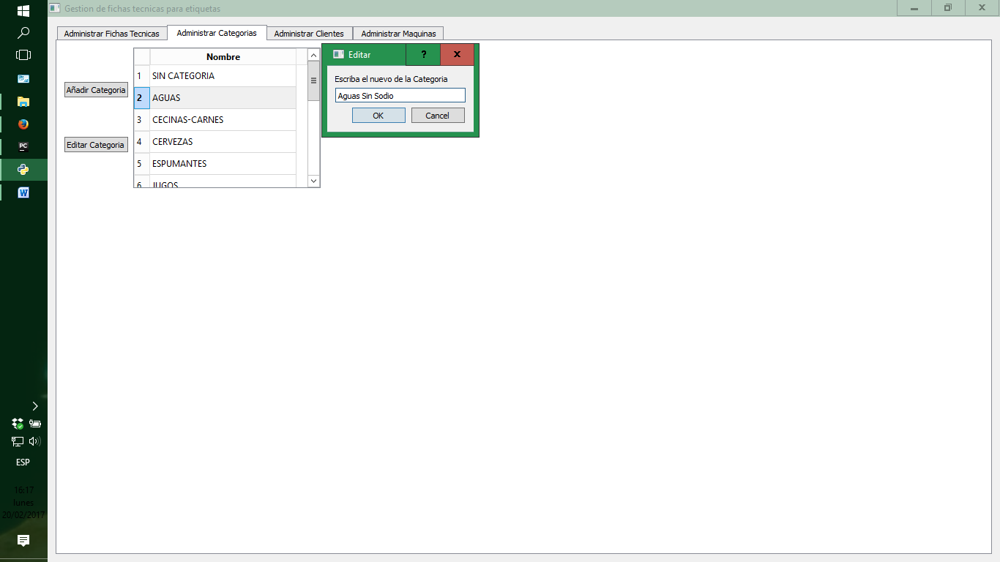 Gestion de fichas tecnicas para etiquetas
Administrar Fichas Tecnicas
Administrar Categorias
Administrar Clientes
Administrar Maquinas
Nombre
1 SIN CATEGORIA
2 AGUAS
3 CECINAS-CARNES
4 CERVEZAS
5 ESPUMANTES
6 JUGOS
Añadir Categoria
Editar Categoria
Editar
?
X
Escriba el nuevo de la Categoria
Aguas Sin Sodio
OK
Cancel
PC
W
ESP
16:17
lunes
20/02/2017